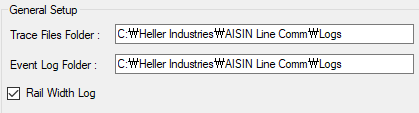 General Setup
Trace Files Folder : C:₩Heller Industries₩AISIN Line Comm₩Logs
Event Log Folder : C:₩Heller Industries₩AISIN Line Comm₩Logs
Rail Width Log